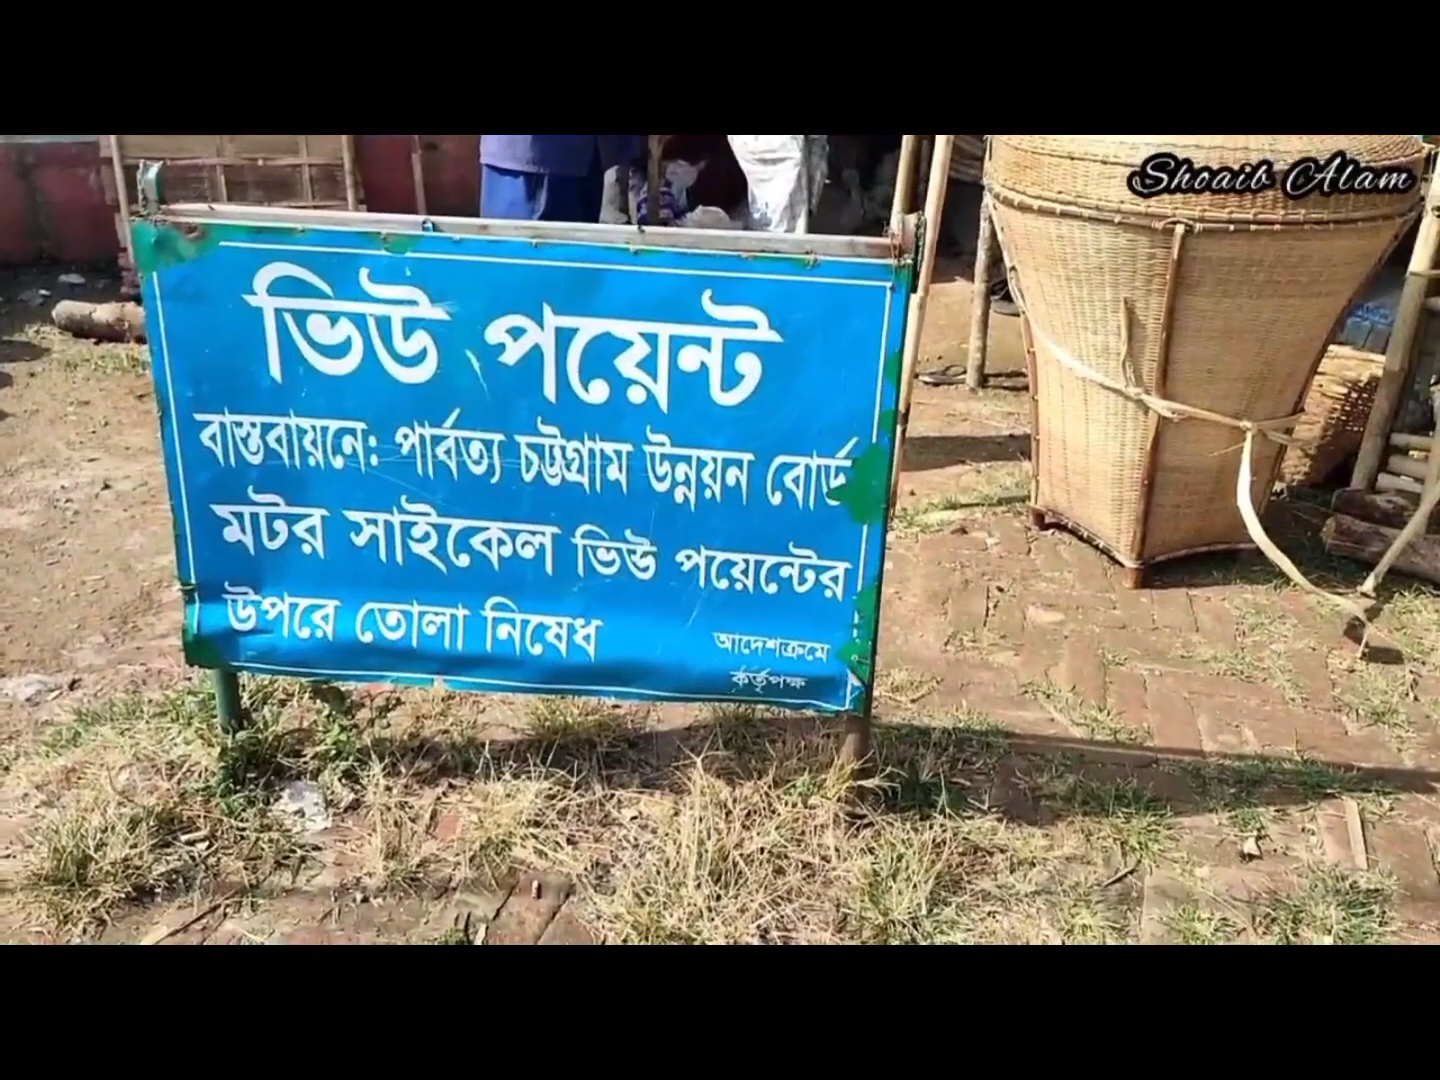 Shoaib Alam
ভিউ পয়েন্ট
বাস্তবায়নে: পার্বত্য চট্টগ্রাম উন্নয়ন বোর্ড
মটর সাইকেল ভিউ পয়েন্টের
উপরে তোলা নিষেধ
আদেশক্রমে
কর্তৃপক্ষ